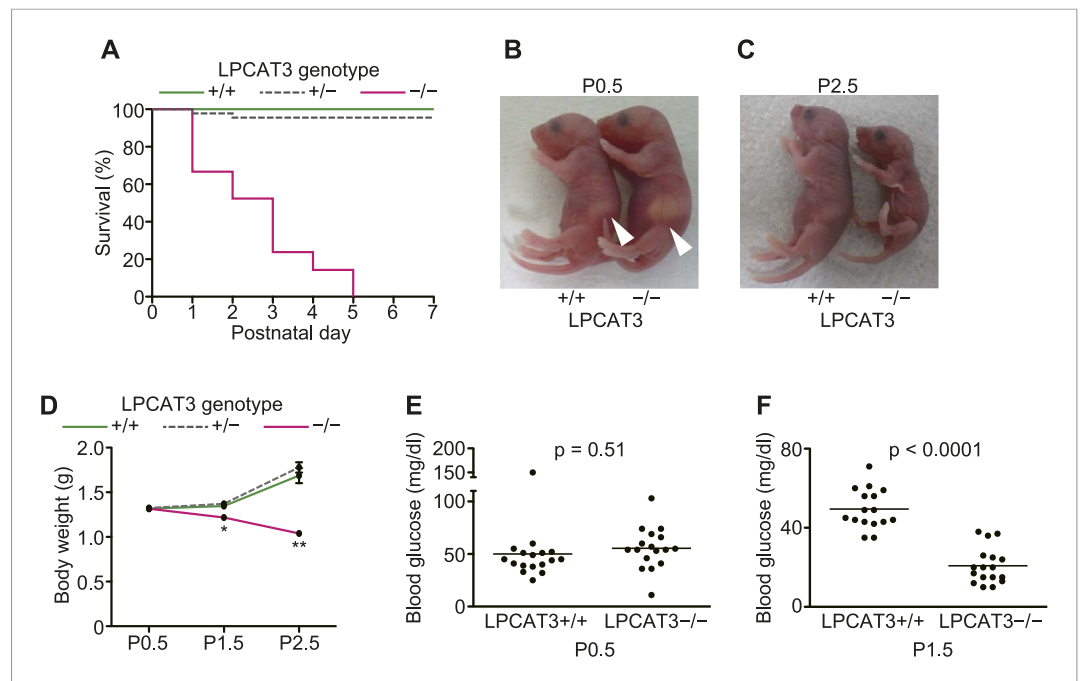 A
LPCAT3 genotype
+/+ +/− −/−
100
80
60
40
20
0
Survival (%)
0 1 2 3 4 5 6 7
Postnatal day
B
P0.5
+/+ −/−
LPCAT3
C
P2.5
+/+ −/−
LPCAT3
D
LPCAT3 genotype
+/+ +/− −/−
2.0
1.5
1.0
0.5
0
Body weight (g)
*
**
P0.5 P1.5 P2.5
E
200
150
100
50
0
Blood glucose (mg/dl)
p = 0.51
LPCAT3+/+ LPCAT3−/−
P0.5
F
80
40
0
Blood glucose (mg/dl)
p < 0.0001
LPCAT3+/+ LPCAT3−/−
P1.5